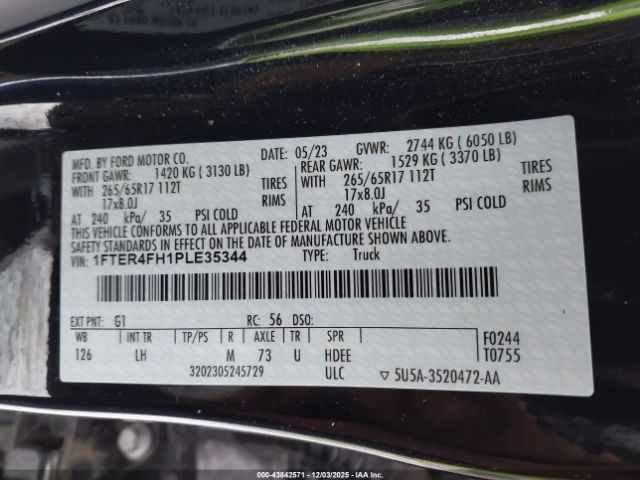 MFD. BY FORD MOTOR CO.
DATE: 05/23 GVWR: 2744 KG ( 6050 LB)
FRONT GAWR: 1420 KG ( 3130 LB)
REAR GAWR: 1529 KG ( 3370 LB)
WITH 265/65R17 112T TIRES
WITH 265/65R17 112T TIRES
17x8.0J RIMS
17x8.0J RIMS
AT 240 kPa/ 35 PSI COLD
AT 240 kPa/ 35 PSI COLD
THIS VEHICLE CONFORMS TO ALL APPLICABLE FEDERAL MOTOR VEHICLE
SAFETY STANDARDS IN EFFECT ON THE DATE OF MANUFACTURE SHOWN ABOVE.
VIN: 1FTER4FH1PLE35344 TYPE: Truck
EXT PNT: G1 RC: 56 DSO:
WB INT TR TP/PS R AXLE TR SPR F0244
126 LH M 73 U HDEE T0755
3202305245729 ULC ▽ 5U5A-3520472-AA
000-43842571 - 12/03/2025 - IAA Inc.